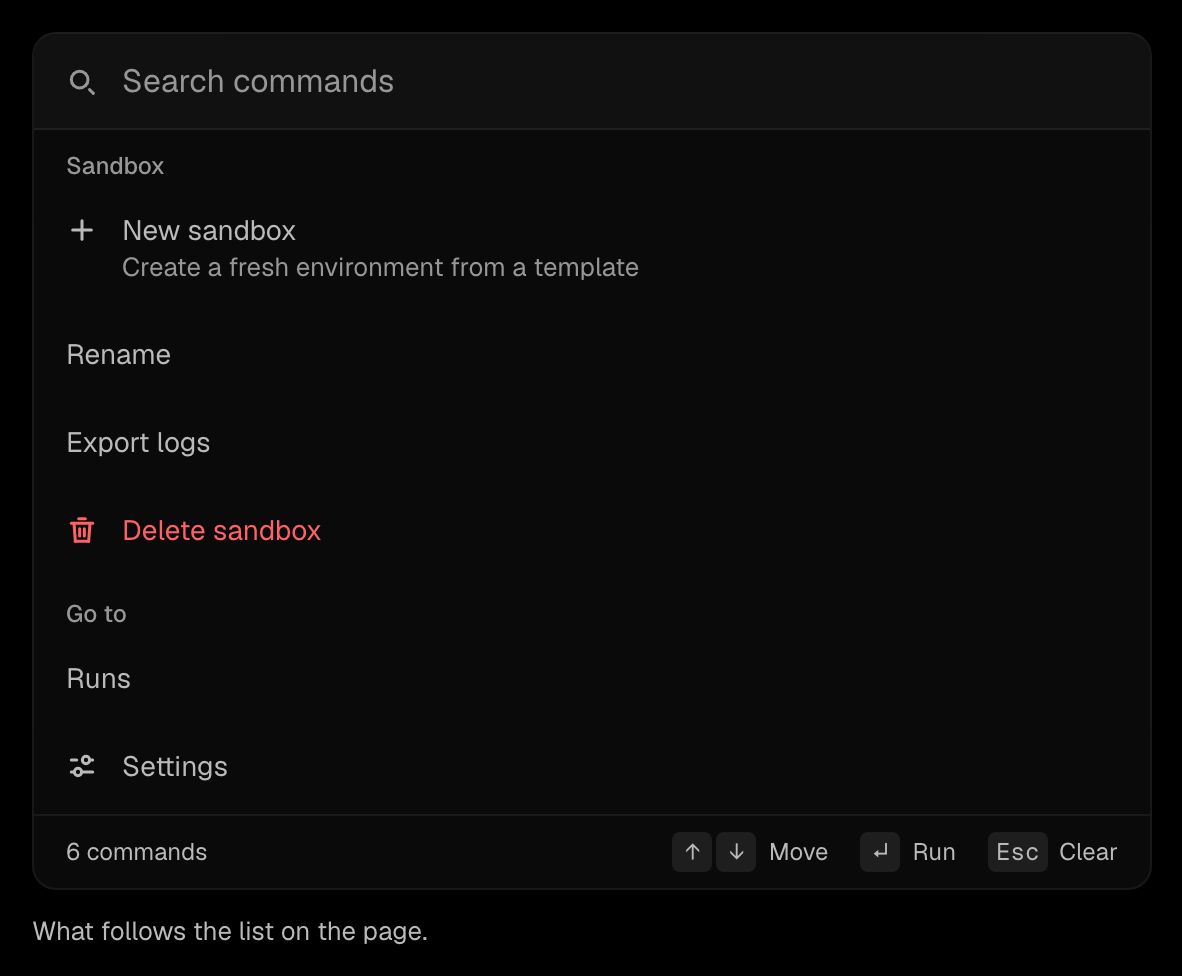 Search commands
Sandbox
New sandbox
Create a fresh environment from a template
Rename
Export logs
Delete sandbox
Go to
Runs
Settings
6 commands ↑ ↓ Move ↵ Run Esc Clear
What follows the list on the page.